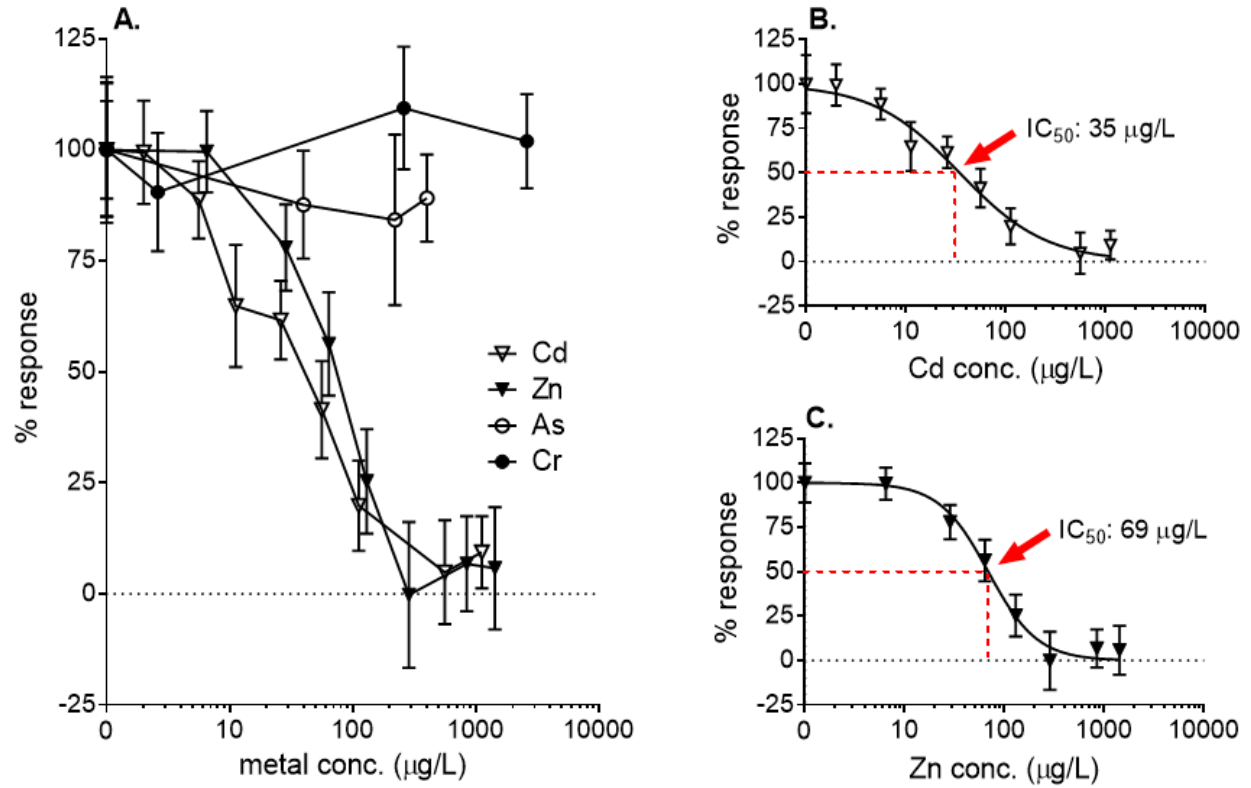 A.
125
100
75
50
25
0
-25
% response
0 10 100 1000 10000
metal conc. (µg/L)
Cd
Zn
As
Cr
B.
125
100
75
50
25
0
-25
% response
IC50: 35 µg/L
0 10 100 1000 10000
Cd conc. (µg/L)
C.
125
100
75
50
25
0
-25
% response
IC50: 69 µg/L
0 10 100 1000 10000
Zn conc. (µg/L)